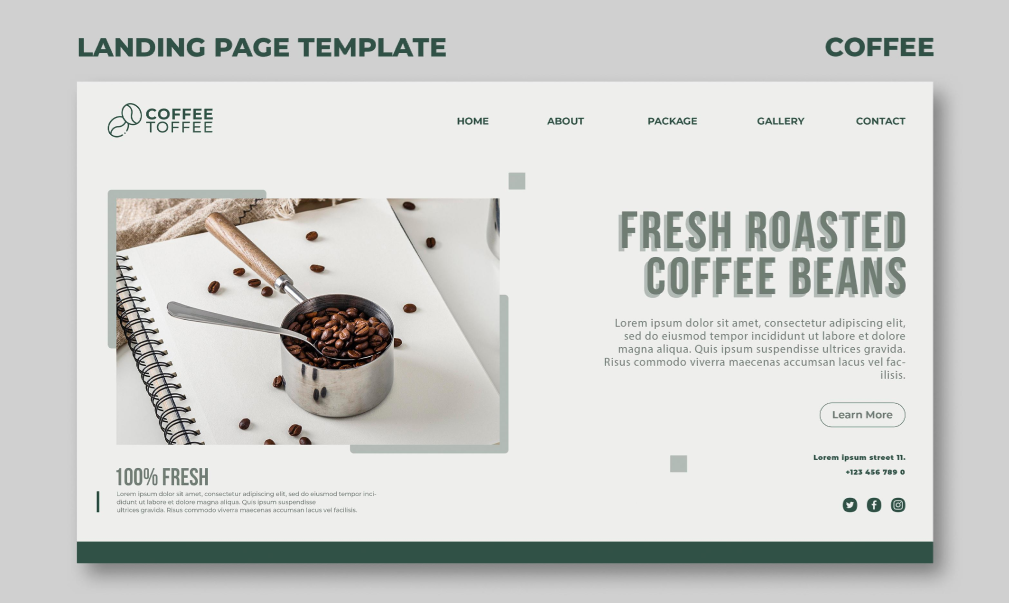 LANDING PAGE TEMPLATE
COFFEE
COFFEE
TOFFEE
HOME
ABOUT
PACKAGE
GALLERY
CONTACT
FRESH ROASTED
COFFEE BEANS
Lorem ipsum dolor sit amet, consectetur adipiscing elit,
sed do eiusmod tempor incididunt ut labore et dolore
magna aliqua. Quis ipsum suspendisse ultrices gravida.
Risus commodo viverra maecenas accumsan lacus vel fac-
ilisis.
Learn More
Lorem ipsum street 11.
+123 456 789 0
100% FRESH
Lorem ipsum dolor sit amet, consectetur adipiscing elit, sed do eiusmod tempor inci-
didunt ut labore et dolore magna aliqua. Quis ipsum suspendisse
ultrices gravida. Risus commodo viverra maecenas accumsan lacus vel facilisis.